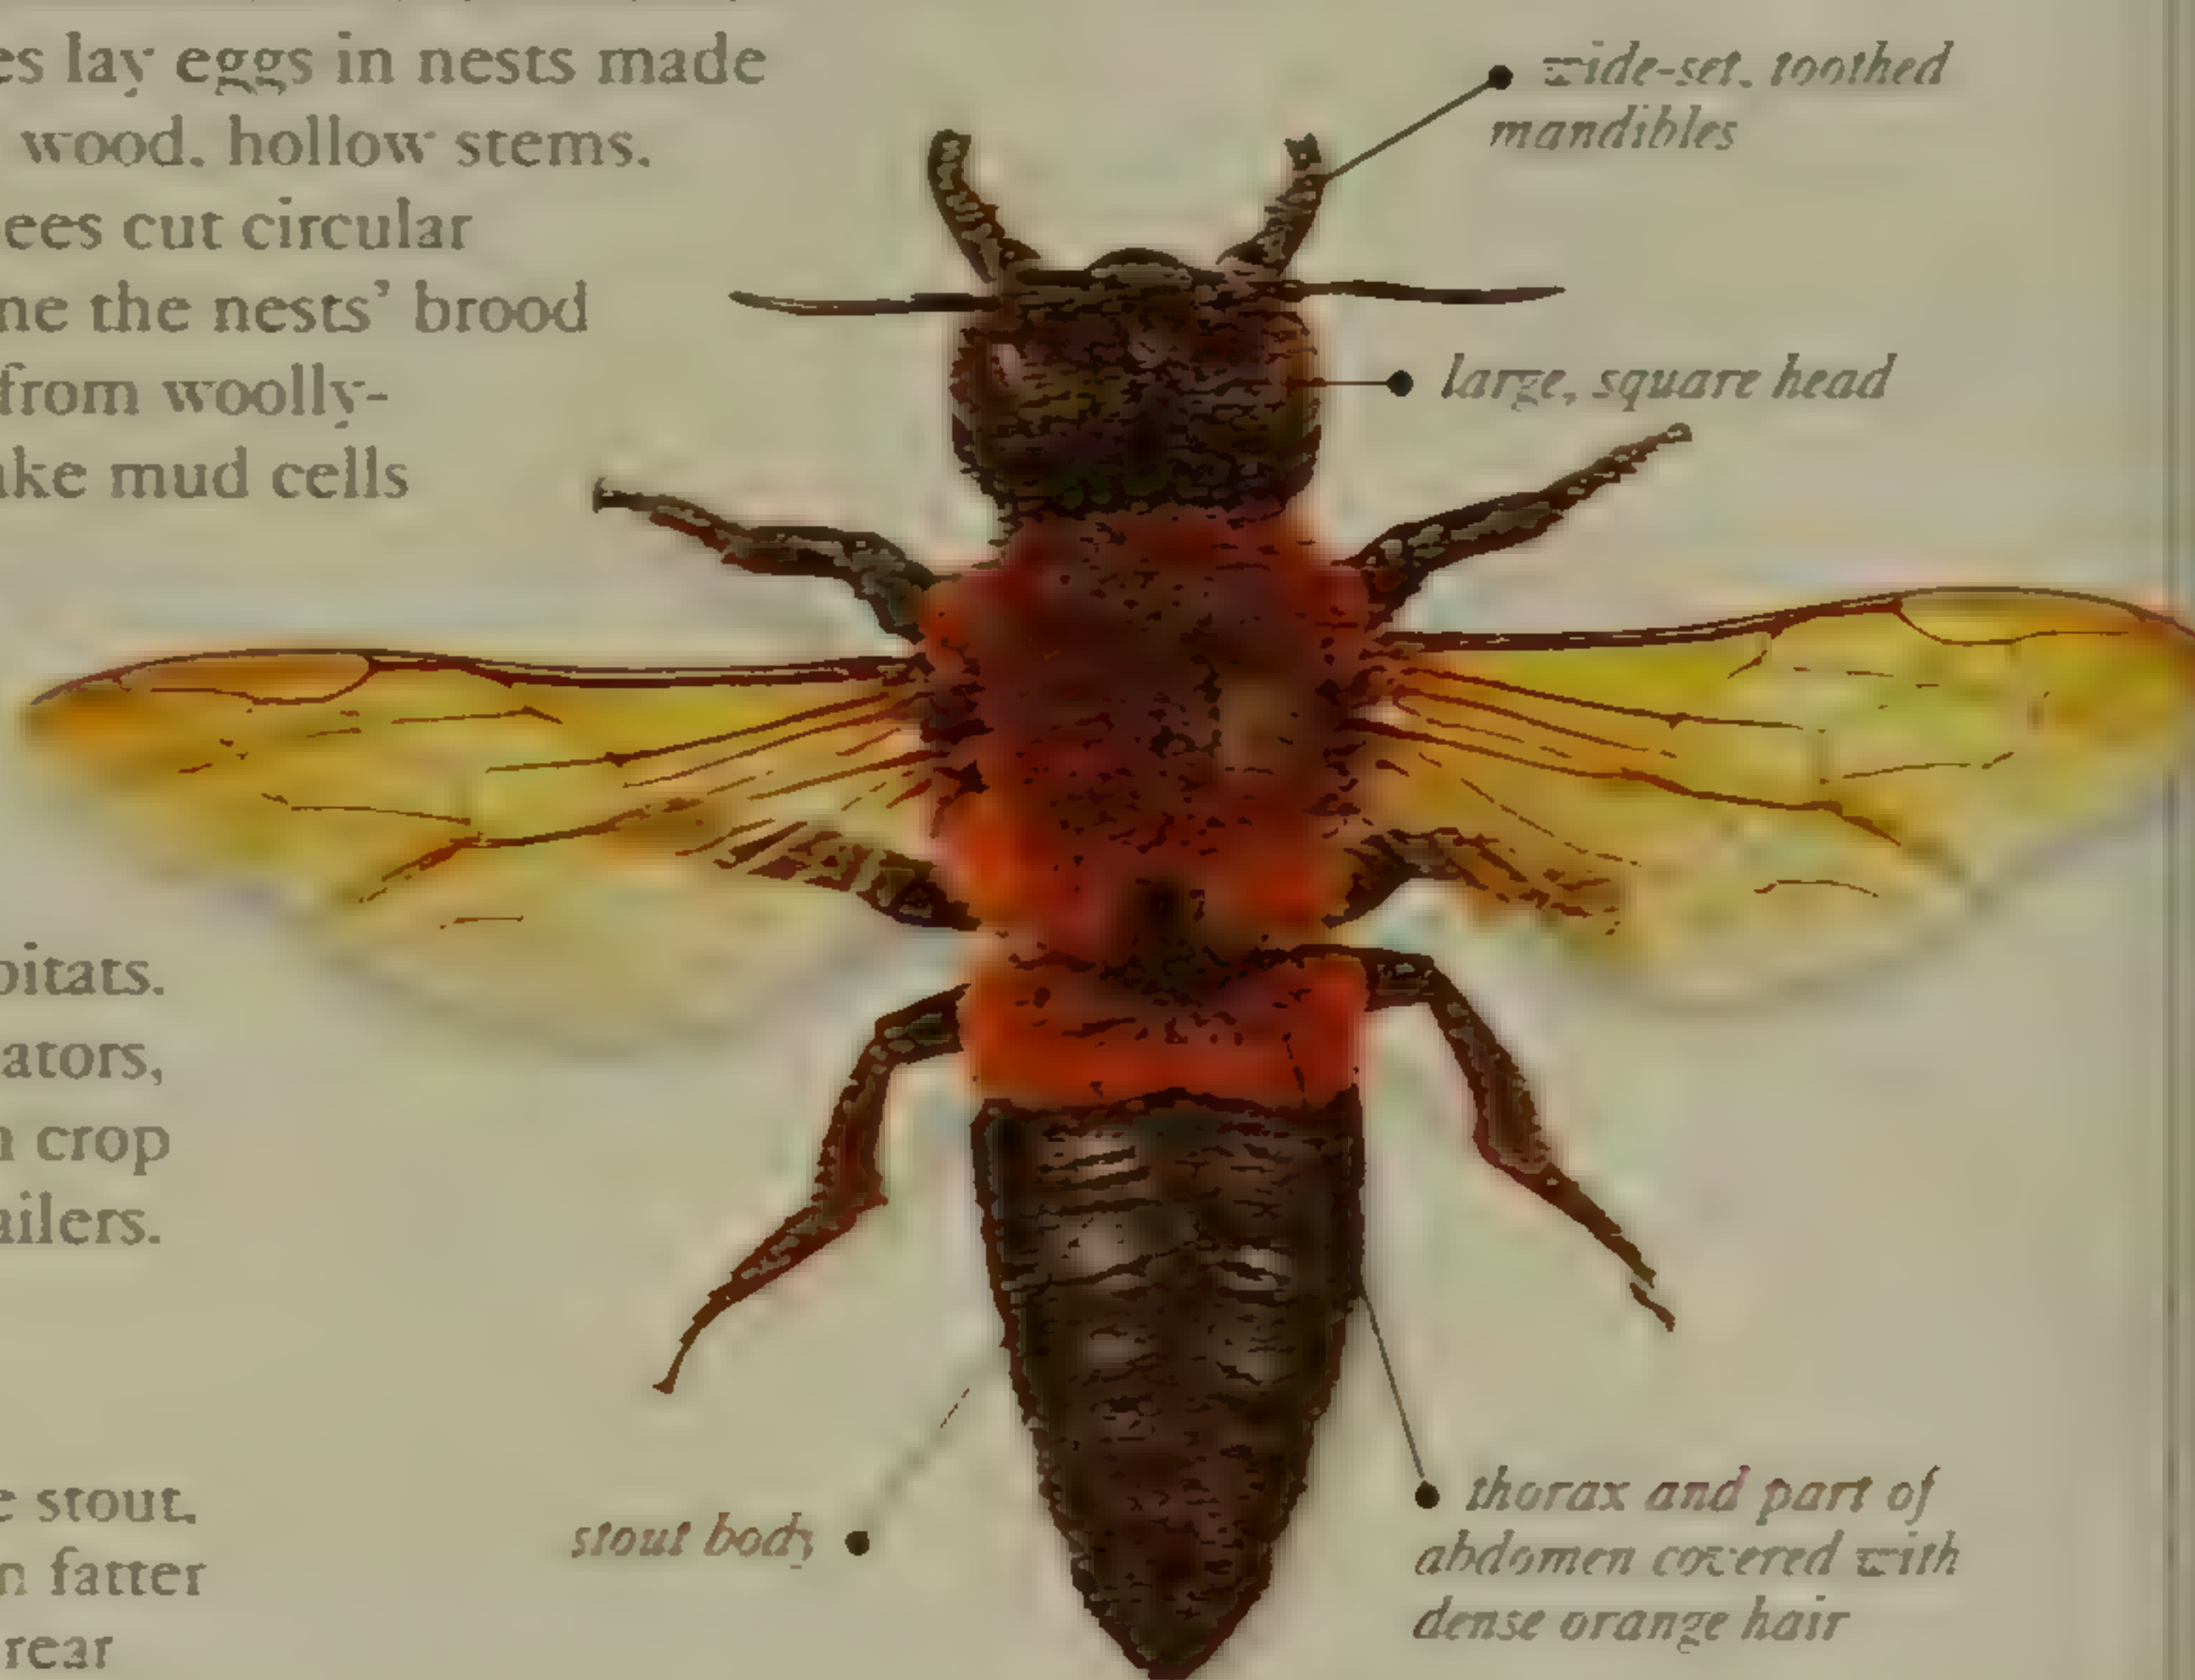 es lay eggs in nests made
wood, hollow stems.
ees cut circular
ne the nests' brood
from woolly-
ake mud cells
bitats.
ators,
n crop
ailers.
e stout,
n fatter
rear
wide-set, toothed
mandibles
large, square head
stout body
thorax and part of
abdomen covered with
dense orange hair